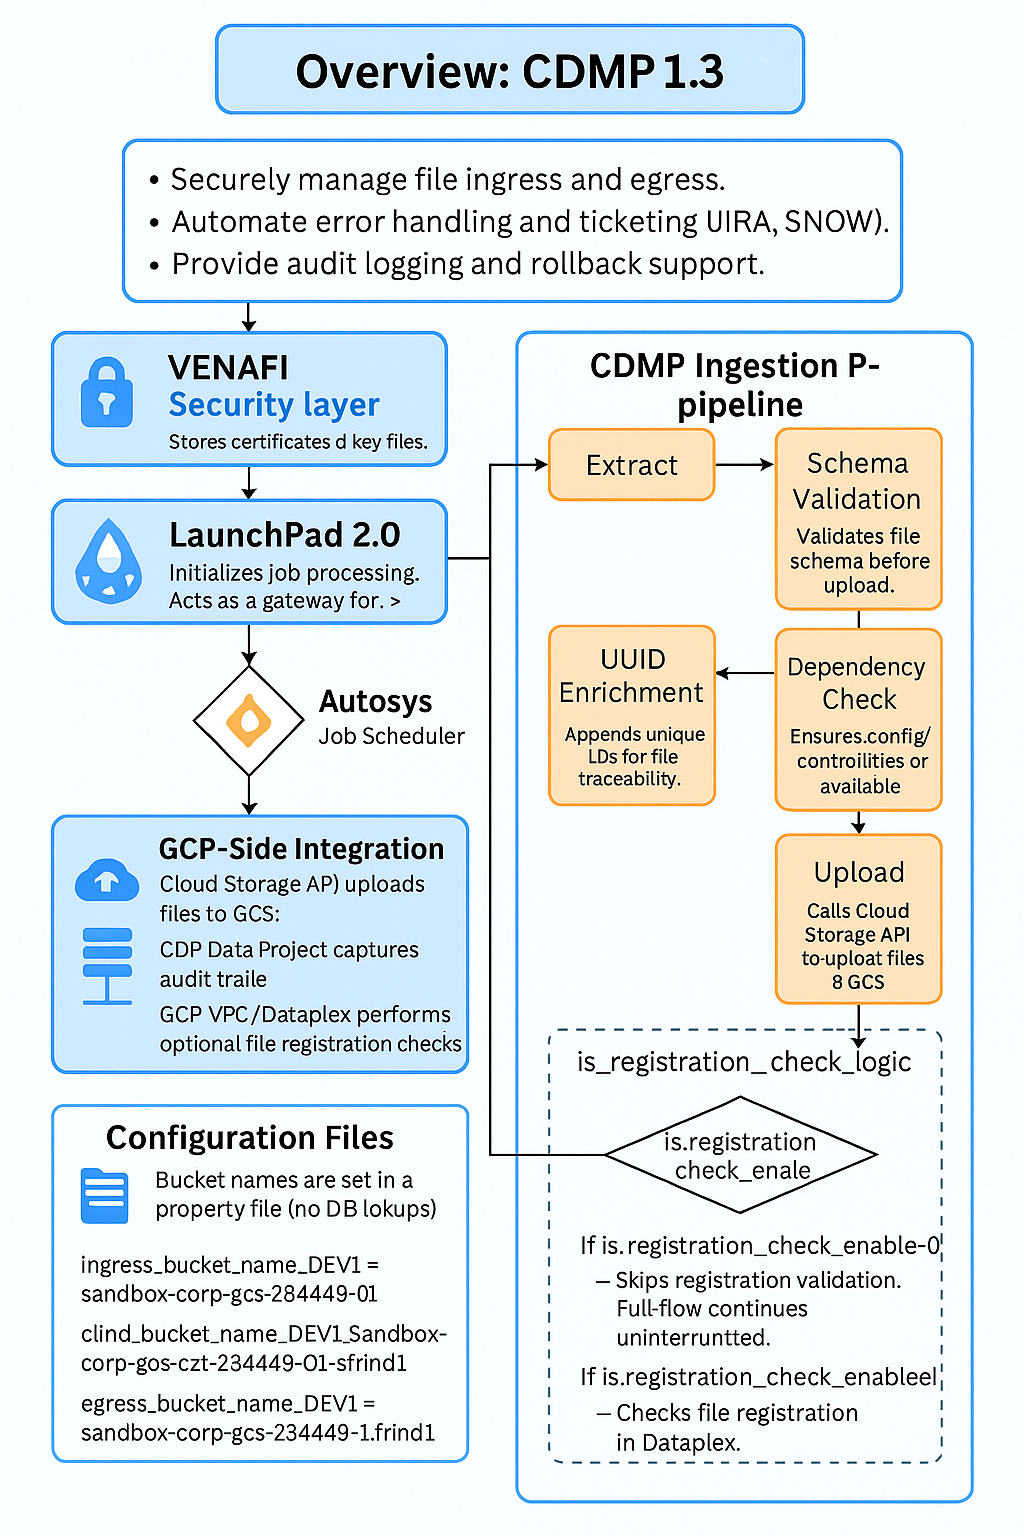 Overview: CDMP 1.3
• Securely manage file ingress and egress.
• Automate error handling and ticketing UIRA, SNOW).
• Provide audit logging and rollback support.
VENAFI
Security layer
Stores certificates d key files.
LaunchPad 2.0
Initializes job processing.
Acts as a gateway for. >
Autosys
Job Scheduler
GCP-Side Integration
Cloud Storage AP) uploads
files to GCS:
CDP Data Project captures
audit traile
GCP VPC/Dataplex performs
optional file registration checks
Configuration Files
Bucket names are set in a
property file (no DB lokups)
ingress_bucket_name_DEV1 =
sandbox-corp-gcs-284449-01
clind_bucket_name_DEV1_Sandbox-
corp-gos-czt-234449-O1-sfrind1
egress_bucket_name_DEV1 =
sandbox-corp-gcs-234449-1.frind1
CDMP Ingestion P-
pipeline
Extract
Schema
Validation
Validates file
schema before
upload.
UUID
Enrichment
Appends unique
LDs for file
traceability.
Dependency
Check
Ensures.config/
controilities or
available
Upload
Calls Cloud
Storage API
to-uploat files
8 GCS
is_registration_check_logic
is.registration
check_enale
If is.registration_check_enable-0
– Skips registration validation.
Full-flow continues
uninterruntted.
If is.registration_check_enableel
– Checks file registration
in Dataplex.